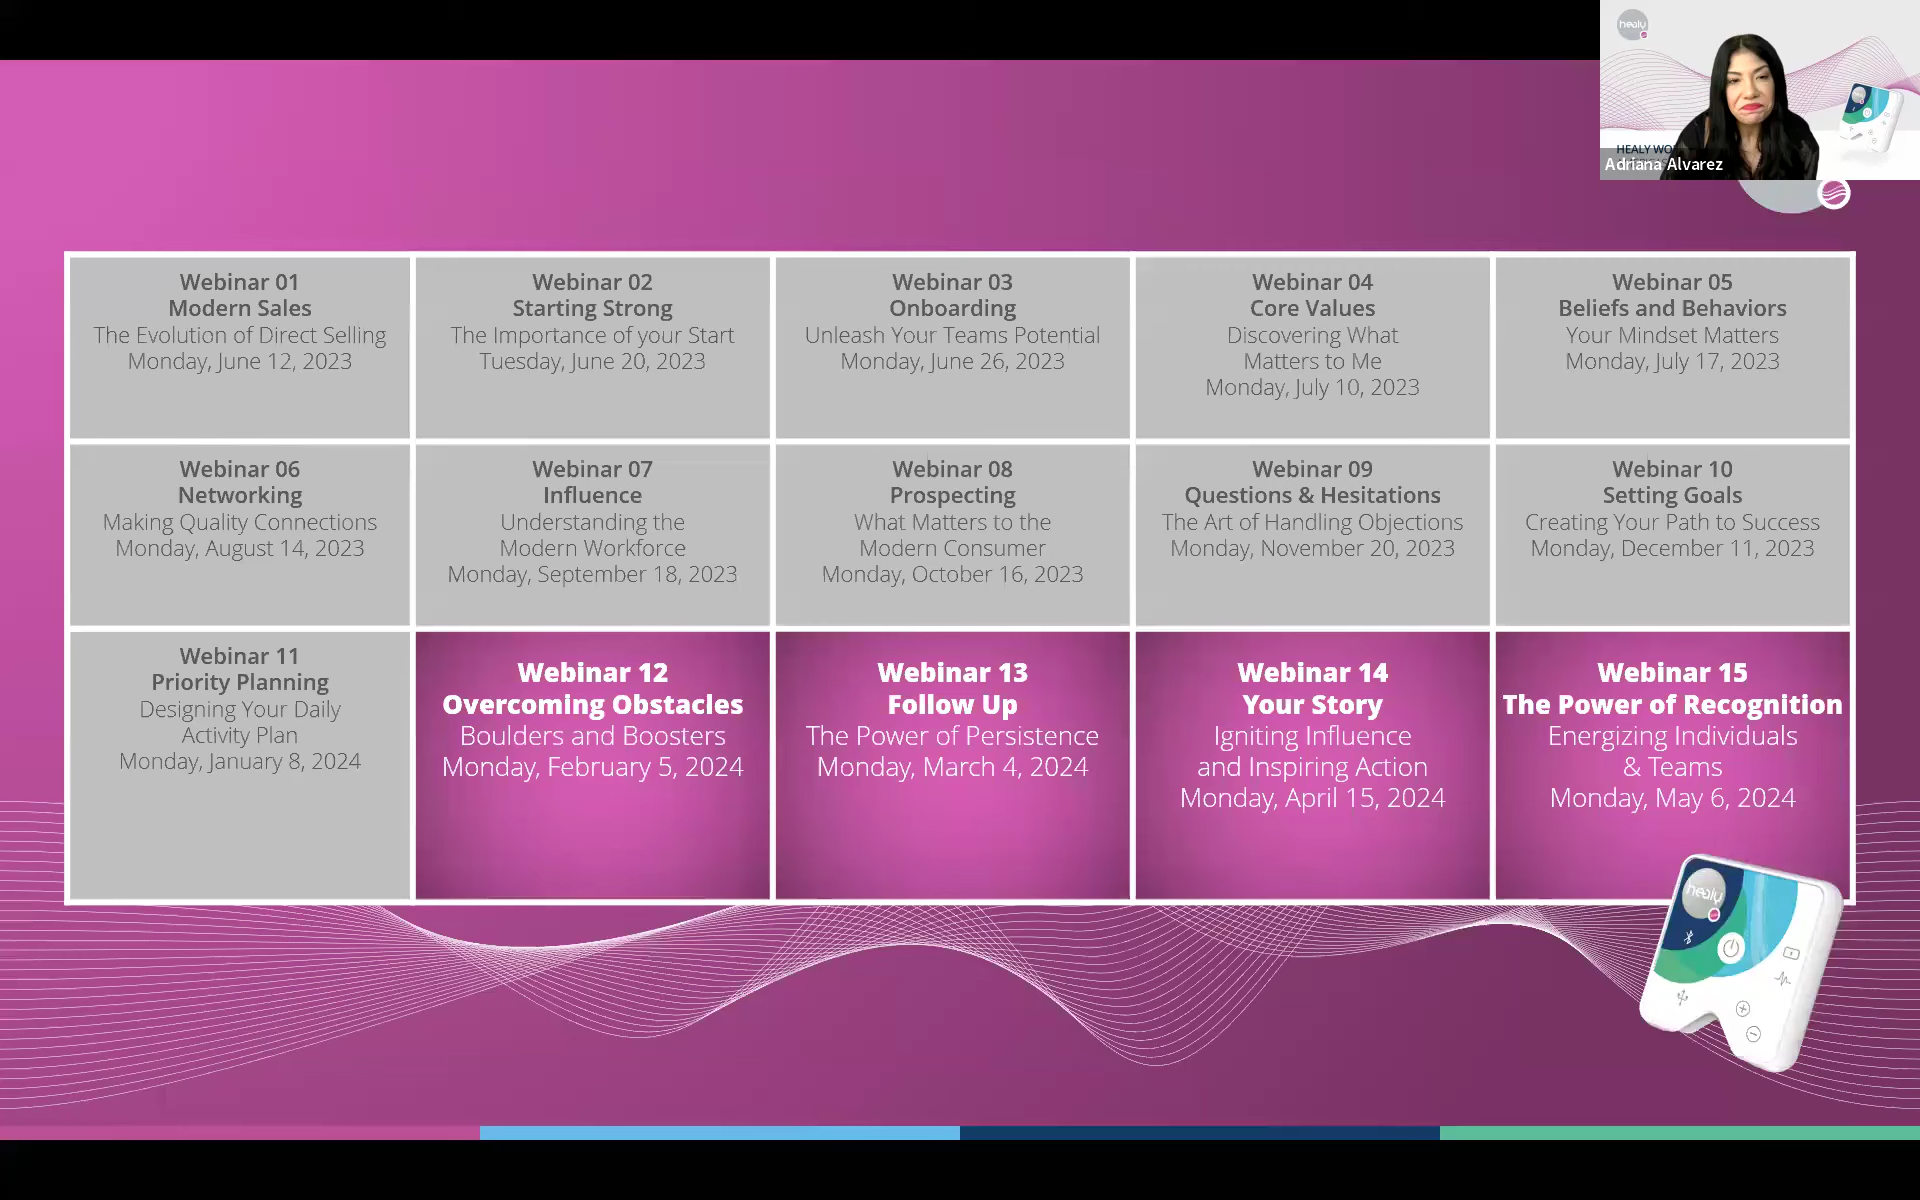 healy
HEALY WO
Adriana Alvarez
Webinar 01
Modern Sales
The Evolution of Direct Selling
Monday, June 12, 2023
Webinar 02
Starting Strong
The Importance of your Start
Tuesday, June 20, 2023
Webinar 03
Onboarding
Unleash Your Teams Potential
Monday, June 26, 2023
Webinar 04
Core Values
Discovering What
Matters to Me
Monday, July 10, 2023
Webinar 05
Beliefs and Behaviors
Your Mindset Matters
Monday, July 17, 2023
Webinar 06
Networking
Making Quality Connections
Monday, August 14, 2023
Webinar 07
Influence
Understanding the
Modern Workforce
Monday, September 18, 2023
Webinar 08
Prospecting
What Matters to the
Modern Consumer
Monday, October 16, 2023
Webinar 09
Questions & Hesitations
The Art of Handling Objections
Monday, November 20, 2023
Webinar 10
Setting Goals
Creating Your Path to Success
Monday, December 11, 2023
Webinar 11
Priority Planning
Designing Your Daily
Activity Plan
Monday, January 8, 2024
Webinar 12
Overcoming Obstacles
Boulders and Boosters
Monday, February 5, 2024
Webinar 13
Follow Up
The Power of Persistence
Monday, March 4, 2024
Webinar 14
Your Story
Igniting Influence
and Inspiring Action
Monday, April 15, 2024
Webinar 15
The Power of Recognition
Energizing Individuals
& Teams
Monday, May 6, 2024
healy